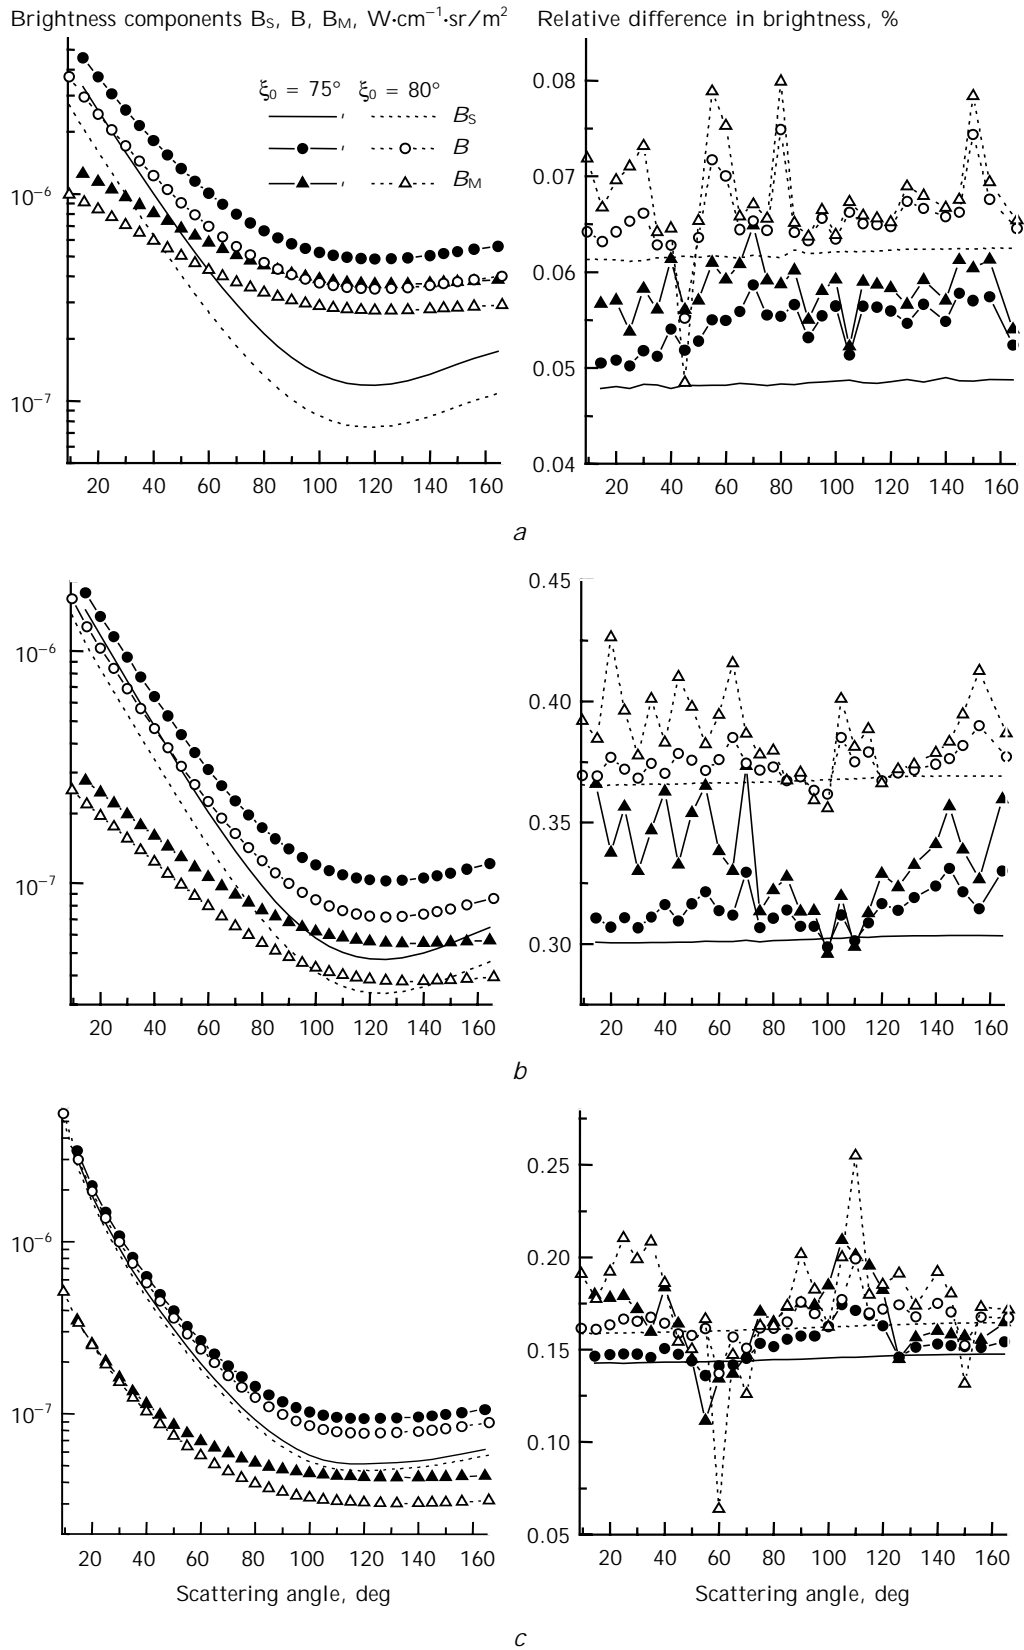 Brightness components B_S, B, B_M, W·cm⁻¹·sr/m² Relative difference in brightness, %
ξ₀ = 75° ξ₀ = 80°
B_S
B
B_M
10⁻⁶
10⁻⁷
20 40 60 80 100 120 140 160
0.08
0.07
0.06
0.05
0.04
20 40 60 80 100 120 140 160
a
10⁻⁶
10⁻⁷
20 40 60 80 100 120 140 160
0.45
0.40
0.35
0.30
20 40 60 80 100 120 140 160
b
10⁻⁶
10⁻⁷
20 40 60 80 100 120 140 160
Scattering angle, deg
0.25
0.20
0.15
0.10
0.05
20 40 60 80 100 120 140 160
Scattering angle, deg
c